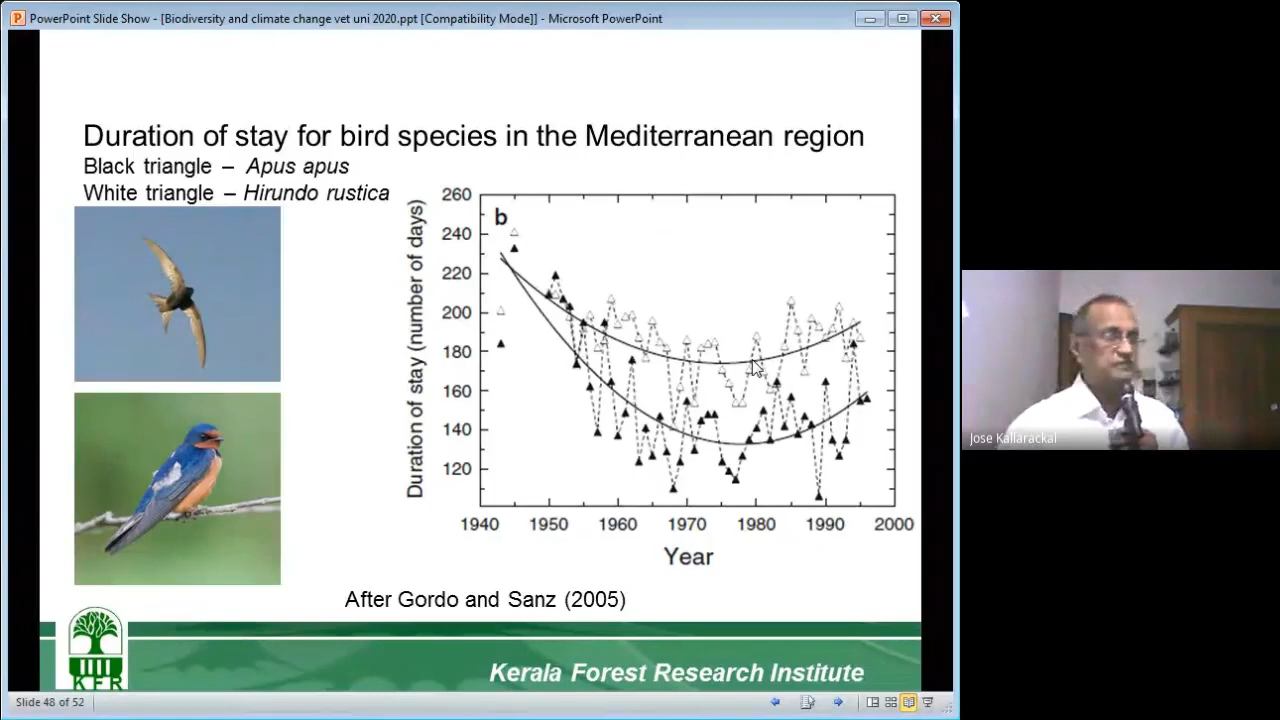 PowerPoint Slide Show - [Biodiversity and climate change vet uni 2020.ppt [Compatibility Mode]] - Microsoft PowerPoint
Duration of stay for bird species in the Mediterranean region
Black triangle – Apus apus
White triangle – Hirundo rustica
b
Duration of stay (number of days)
260
240
220
200
180
160
140
120
1940 1950 1960 1970 1980 1990 2000
Year
After Gordo and Sanz (2005)
KFRI
Kerala Forest Research Institute
Slide 48 of 52
Jose Kallarackal